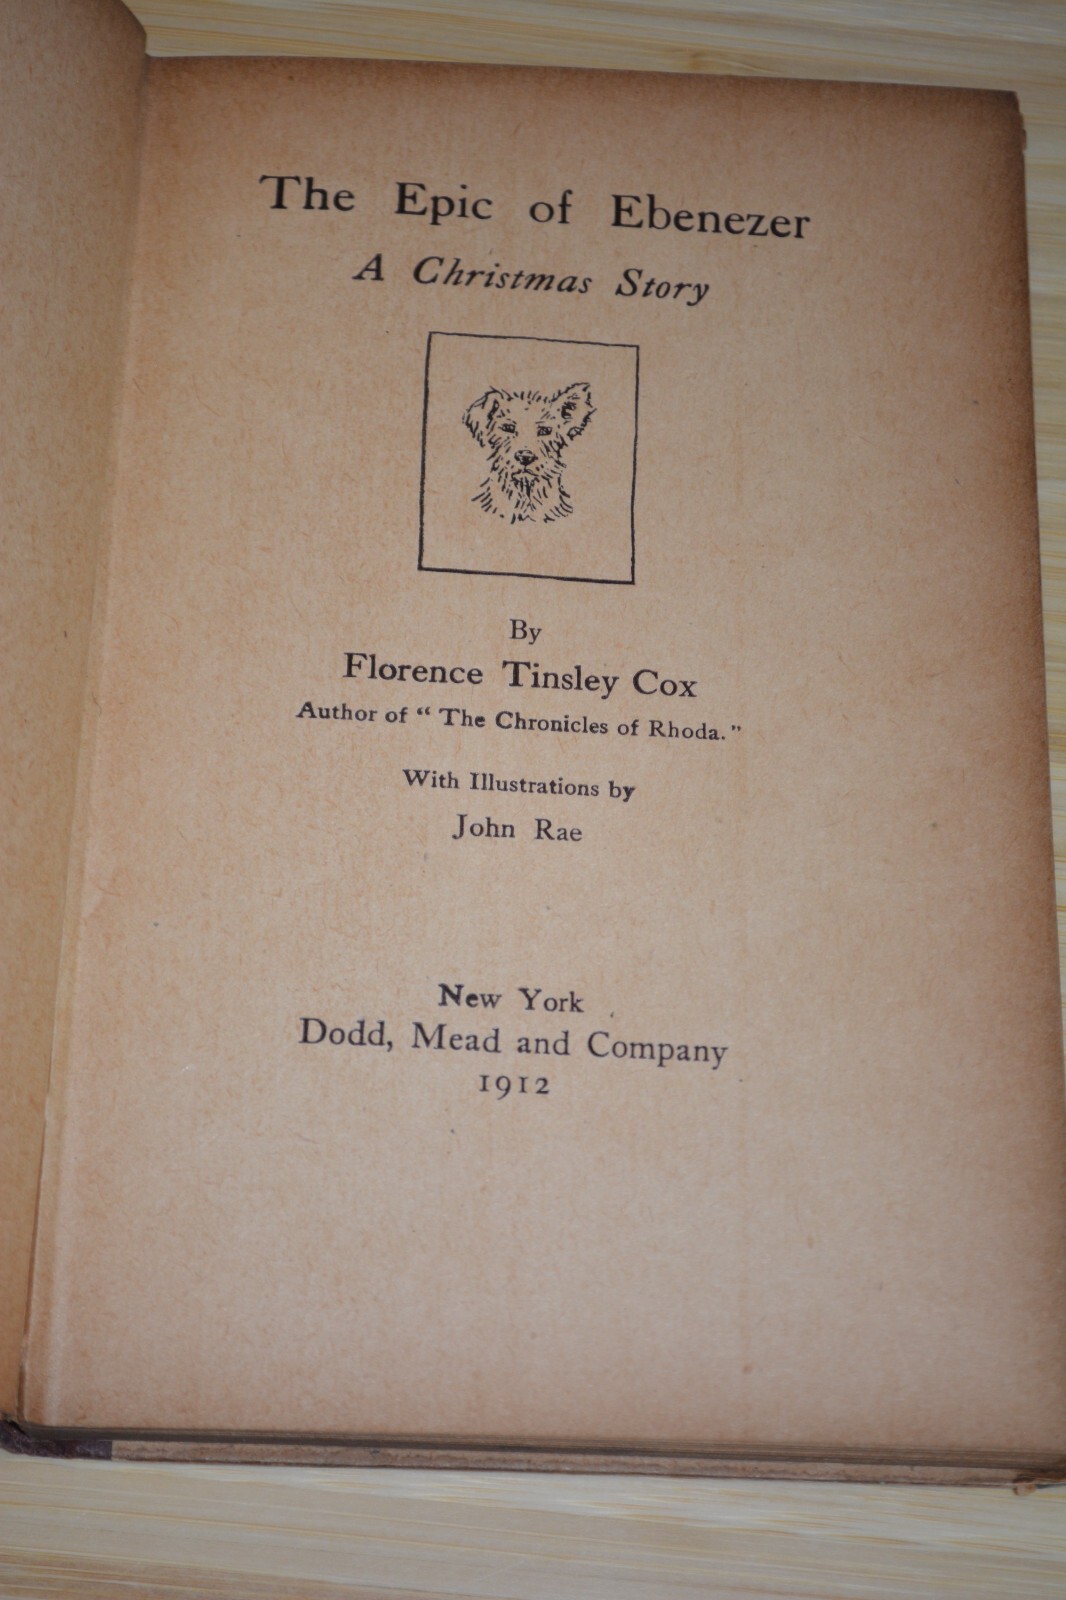 The Epic of Ebenezer
A Christmas Story
By
Florence Tinsley Cox
Author of “ The Chronicles of Rhoda.”
With Illustrations by
John Rae
New York
Dodd, Mead and Company
1912